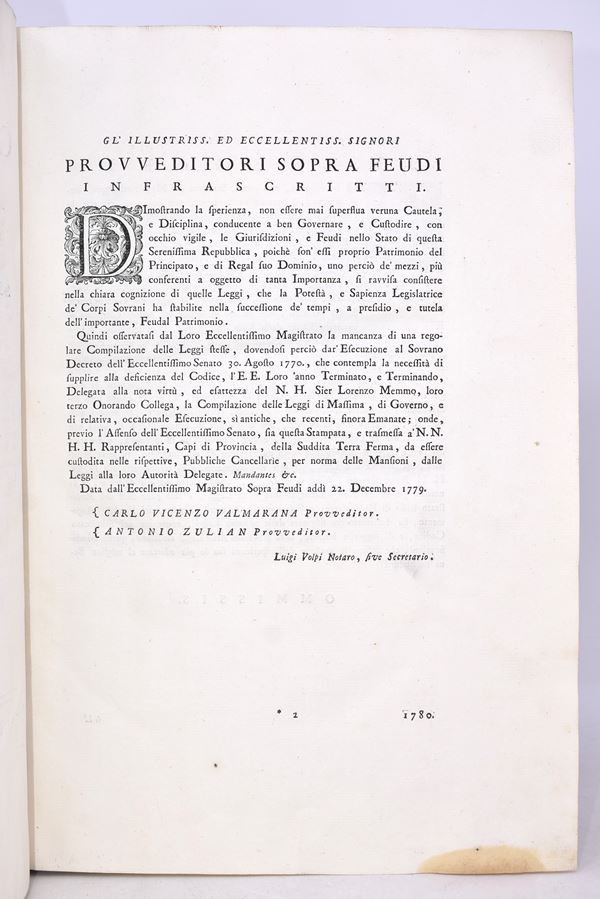 GL' ILLUSTRISS. ED ECCELLENTISS. SIGNORI
PROVVEDITORI SOPRA FEUDI
INFRASCRITTI.
DImoſtrando la ſperienza, non eſſere mai ſuperflua veruna Cautela,
e Diſciplina, conducente a ben Governare, e Cuſtodire, con
occhio vigile, le Giuriſdizioni, e Feudi nello Stato di queſta
Sereniſſima Repubblica, poichè ſon' eſſi proprio Patrimonio del
Principato, e di Regal ſuo Dominio, uno perciò de' mezzi, più
conferenti a oggetto di tanta Importanza, ſi ravviſa conſiſtere
nella chiara cognizione di quelle Leggi, che la Poteſtà, e Sapienza Legislatrice
de' Corpi Sovrani ha ſtabilite nella ſucceſſione de' tempi, a preſidio, e tutela
dell' importante, Feudal Patrimonio.
Quindi oſſervataſi dal Loro Eccellentiſſimo Magiſtrato la mancanza di una rego-
lare Compilazione delle Leggi ſteſſe, dovendoſi perciò dar' Eſecuzione al Sovrano
Decreto dell' Eccellentiſſimo Senato 30. Agoſto 1770., che contempla la neceſſità di
ſupplire alla deficienza del Codice, l' E. E. Loro 'anno Terminato, e Terminando,
Delegata alla nota virtù, ed eſattezza del N. H. Sier Lorenzo Memmo, loro
terzo Onorando Collega, la Compilazione delle Leggi di Maſſima, di Governo, e
di relativa, occaſionale Eſecuzione, sì antiche, che recenti, finora Emanate; onde,
previo l' Aſſenſo dell' Eccellentiſſimo Senato, ſia queſta Stampata, e traſmeſſa a' N. N.
H. H. Rappreſentanti, Capi di Provincia, della Suddita Terra Ferma, da eſſere
cuſtodita nelle riſpettive, Pubbliche Cancellarie, per norma delle Manſioni, dalle
Leggi alla loro Autorità Delegate. Mandantes &c.
Data dall' Eccellentiſſimo Magiſtrato Sopra Feudi addì 22. Decembre 1779.
{ CARLO VICENZO VALMARANA Provveditor.
{ ANTONIO ZULIAN Provveditor.
Luigi Volpi Notaro, ſive Secretario.
* 2 1780.